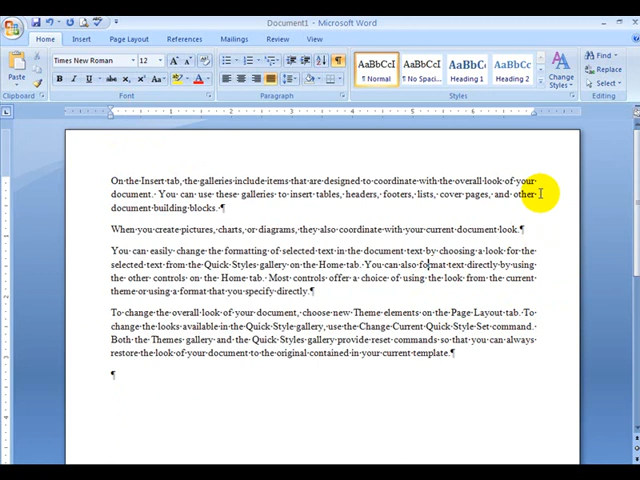 Document1 - Microsoft Word
Home Insert Page Layout References Mailings Review View
Times New Roman 12
Paste
Clipboard Font Paragraph Styles Editing
AaBbCcI AaBbCcI AaBbCc AaBbCcI
¶ Normal ¶ No Spaci... Heading 1 Heading 2
Change Styles
Find
Replace
Select
1 2 3 4 5 6
On the Insert tab, the galleries include items that are designed to coordinate with the overall look of your
document. You can use these galleries to insert tables, headers, footers, lists, cover pages, and other
document building blocks. ¶
When you create pictures, charts, or diagrams, they also coordinate with your current document look.¶
You can easily change the formatting of selected text in the document text by choosing a look for the
selected text from the Quick Styles gallery on the Home tab. You can also format text directly by using
the other controls on the Home tab. Most controls offer a choice of using the look from the current
theme or using a format that you specify directly.¶
To change the overall look of your document, choose new Theme elements on the Page Layout tab. To
change the looks available in the Quick Style gallery, use the Change Current Quick Style Set command.
Both the Themes gallery and the Quick Styles gallery provide reset commands so that you can always
restore the look of your document to the original contained in your current template.¶
¶